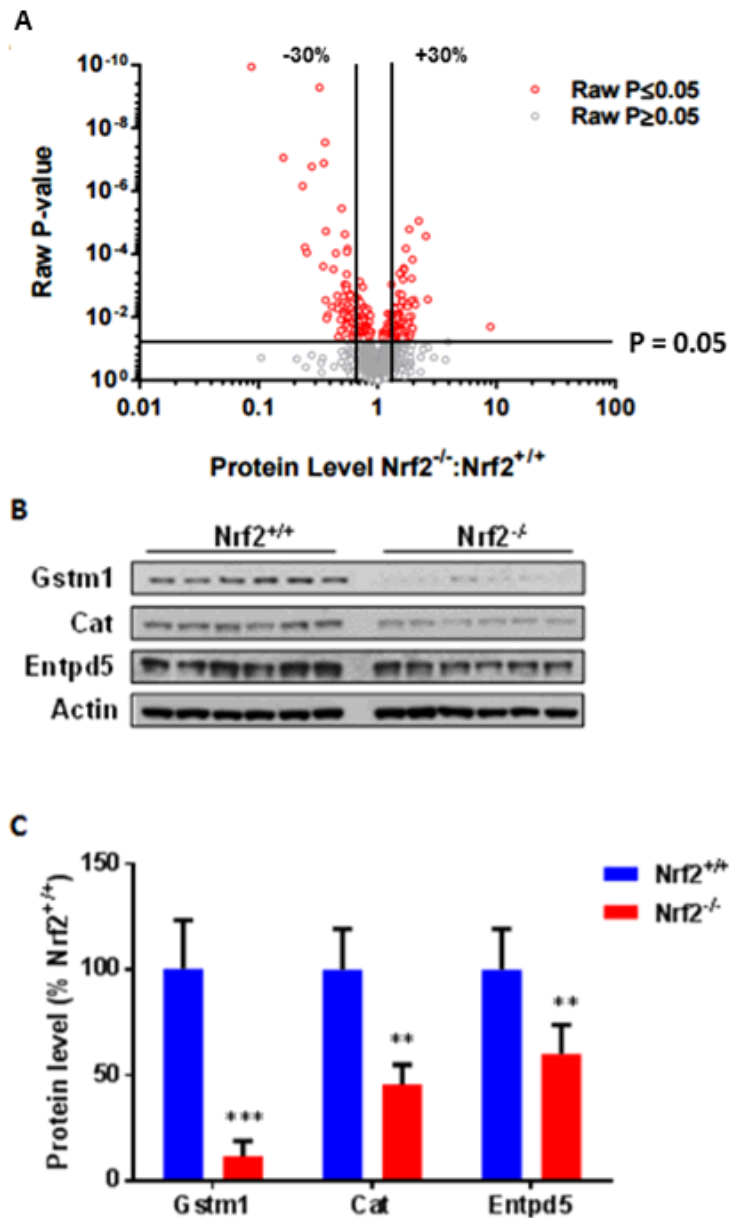 A
-30%
+30%
10^-10
10^-8
10^-6
10^-4
10^-2
10^0
Raw P-value
Raw P≤0.05
Raw P≥0.05
P = 0.05
0.01
0.1
1
10
100
Protein Level Nrf2^-/-:Nrf2^+/+
B
Nrf2^+/+
Nrf2^-/-
Gstm1
Cat
Entpd5
Actin
C
150
100
50
0
Protein level (% Nrf2^+/+)
Nrf2^+/+
Nrf2^-/-
***
**
**
Gstm1
Cat
Entpd5